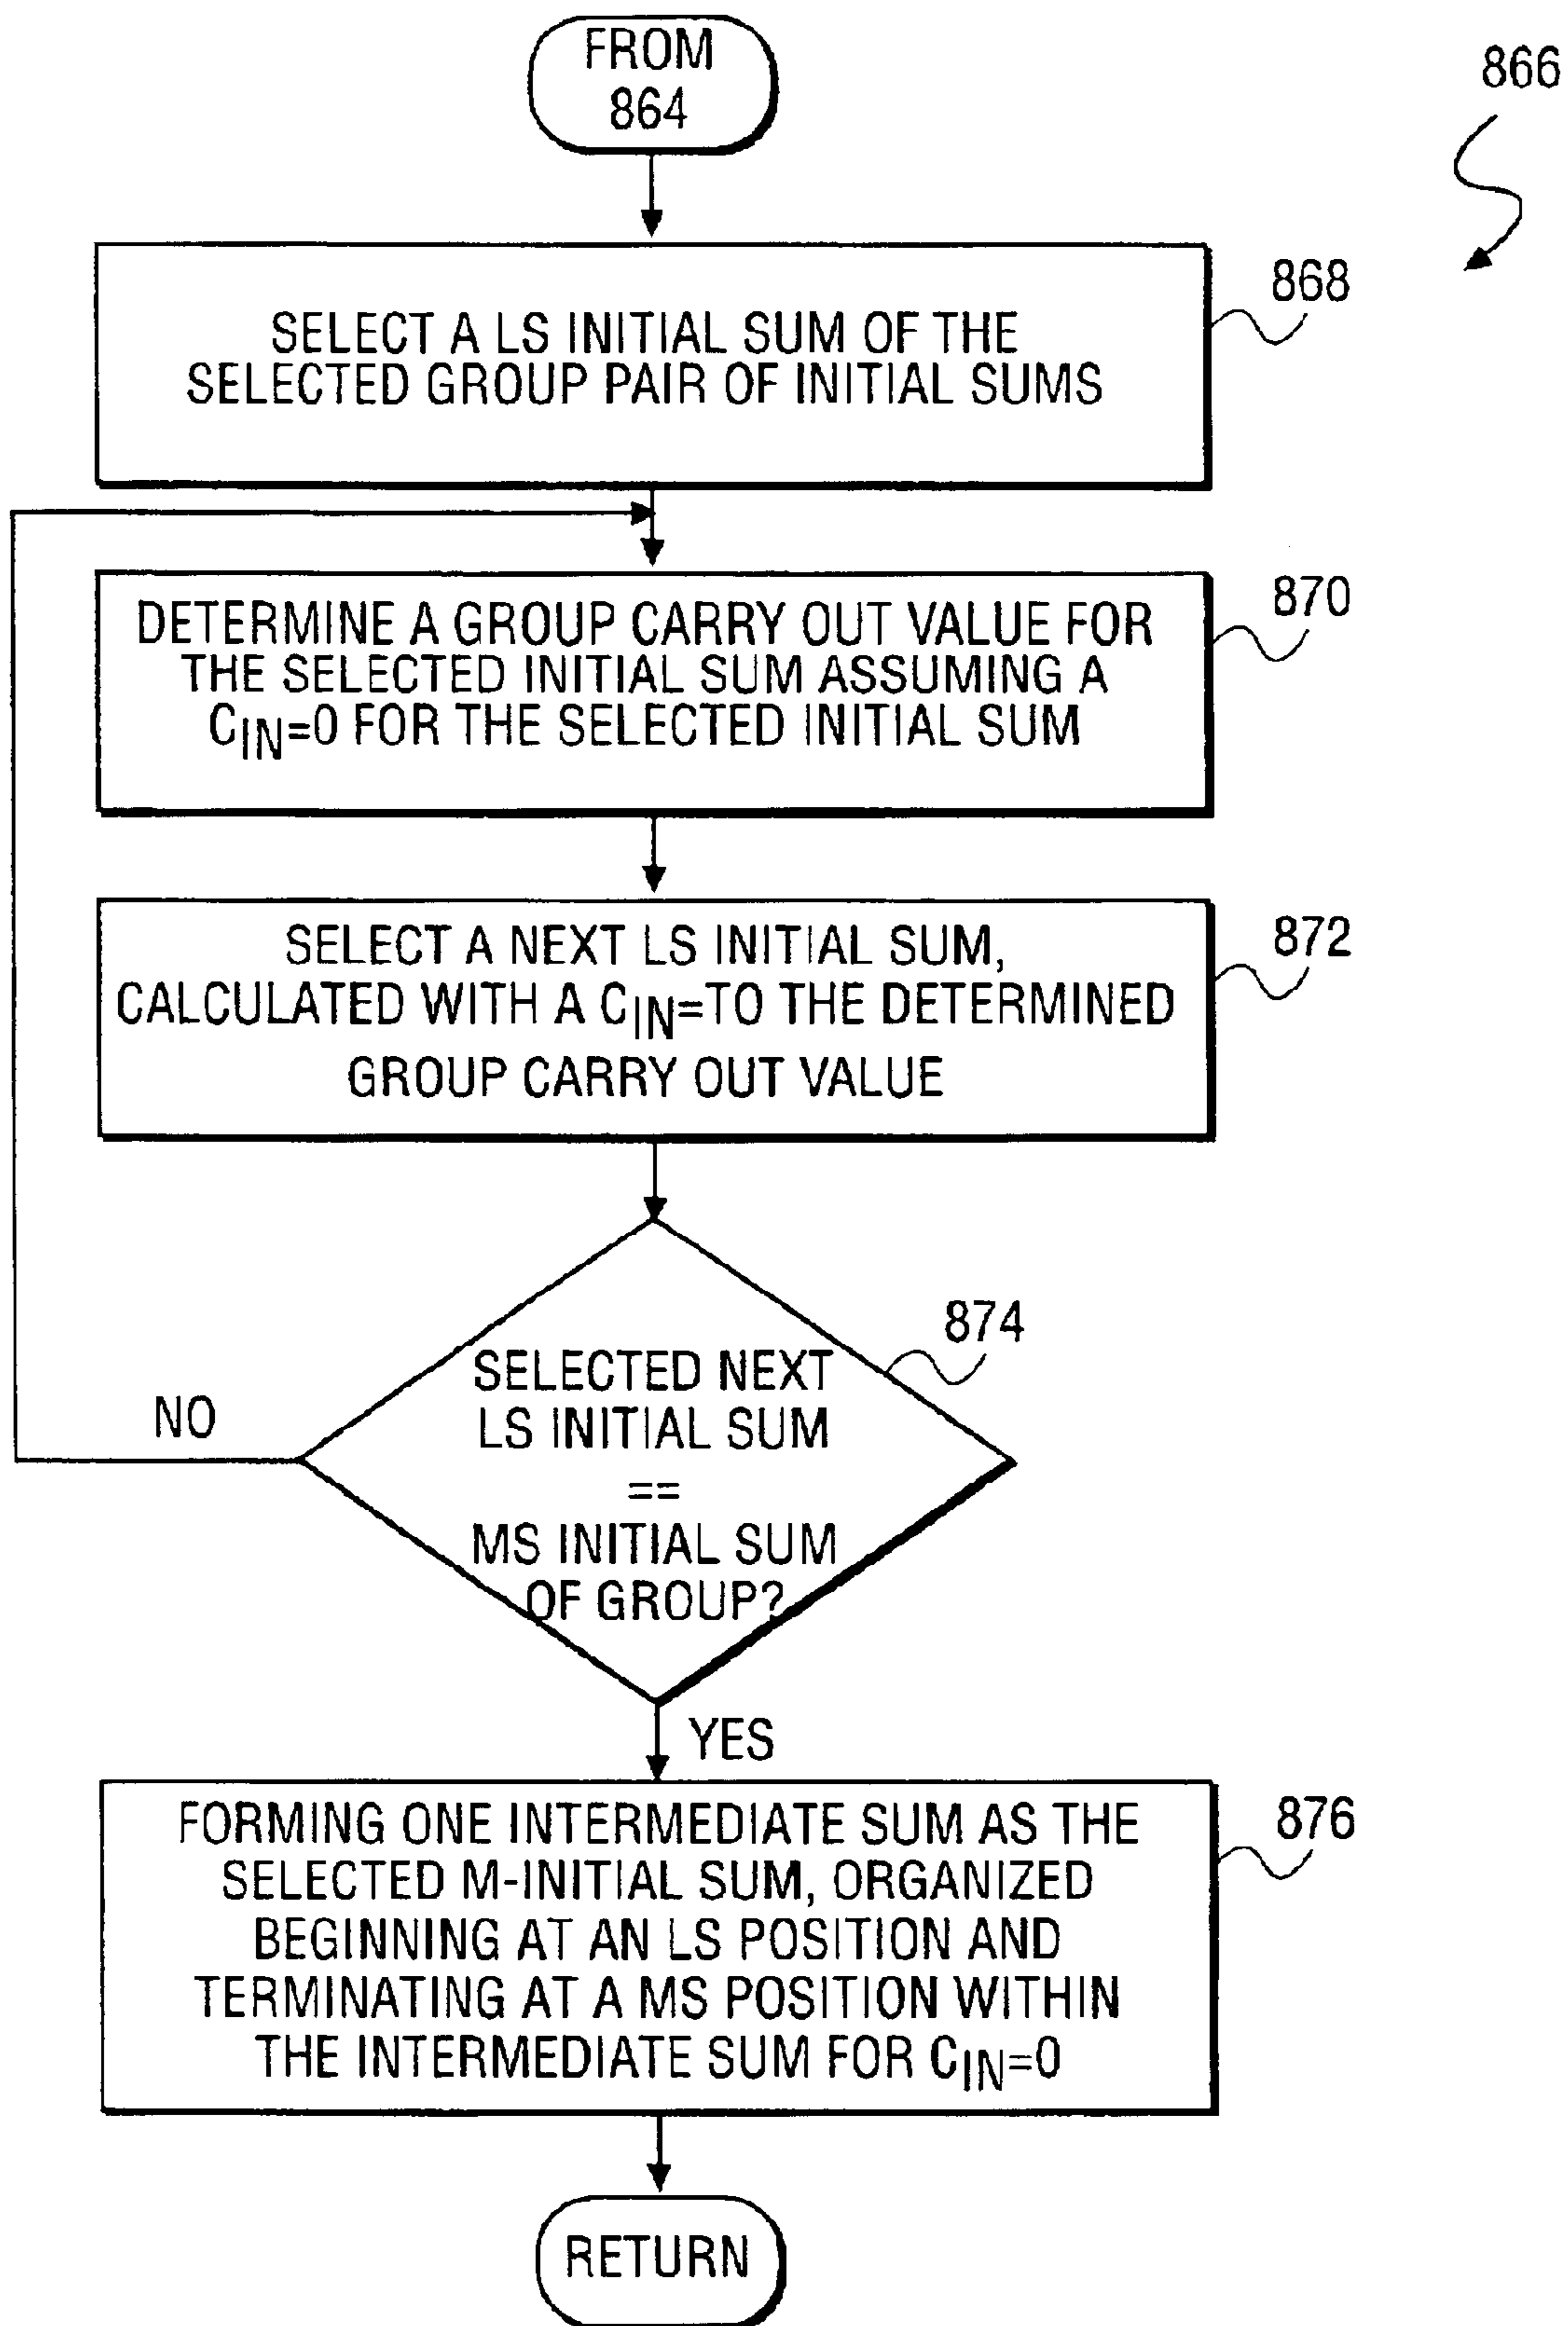 FROM
864
866
868
SELECT A LS INITIAL SUM OF THE
SELECTED GROUP PAIR OF INITIAL SUMS
870
DETERMINE A GROUP CARRY OUT VALUE FOR
THE SELECTED INITIAL SUM ASSUMING A
CIN=0 FOR THE SELECTED INITIAL SUM
872
SELECT A NEXT LS INITIAL SUM,
CALCULATED WITH A CIN=TO THE DETERMINED
GROUP CARRY OUT VALUE
874
SELECTED NEXT
LS INITIAL SUM
==
MS INITIAL SUM
OF GROUP?
NO
YES
876
FORMING ONE INTERMEDIATE SUM AS THE
SELECTED M-INITIAL SUM, ORGANIZED
BEGINNING AT AN LS POSITION AND
TERMINATING AT A MS POSITION WITHIN
THE INTERMEDIATE SUM FOR CIN=0
RETURN